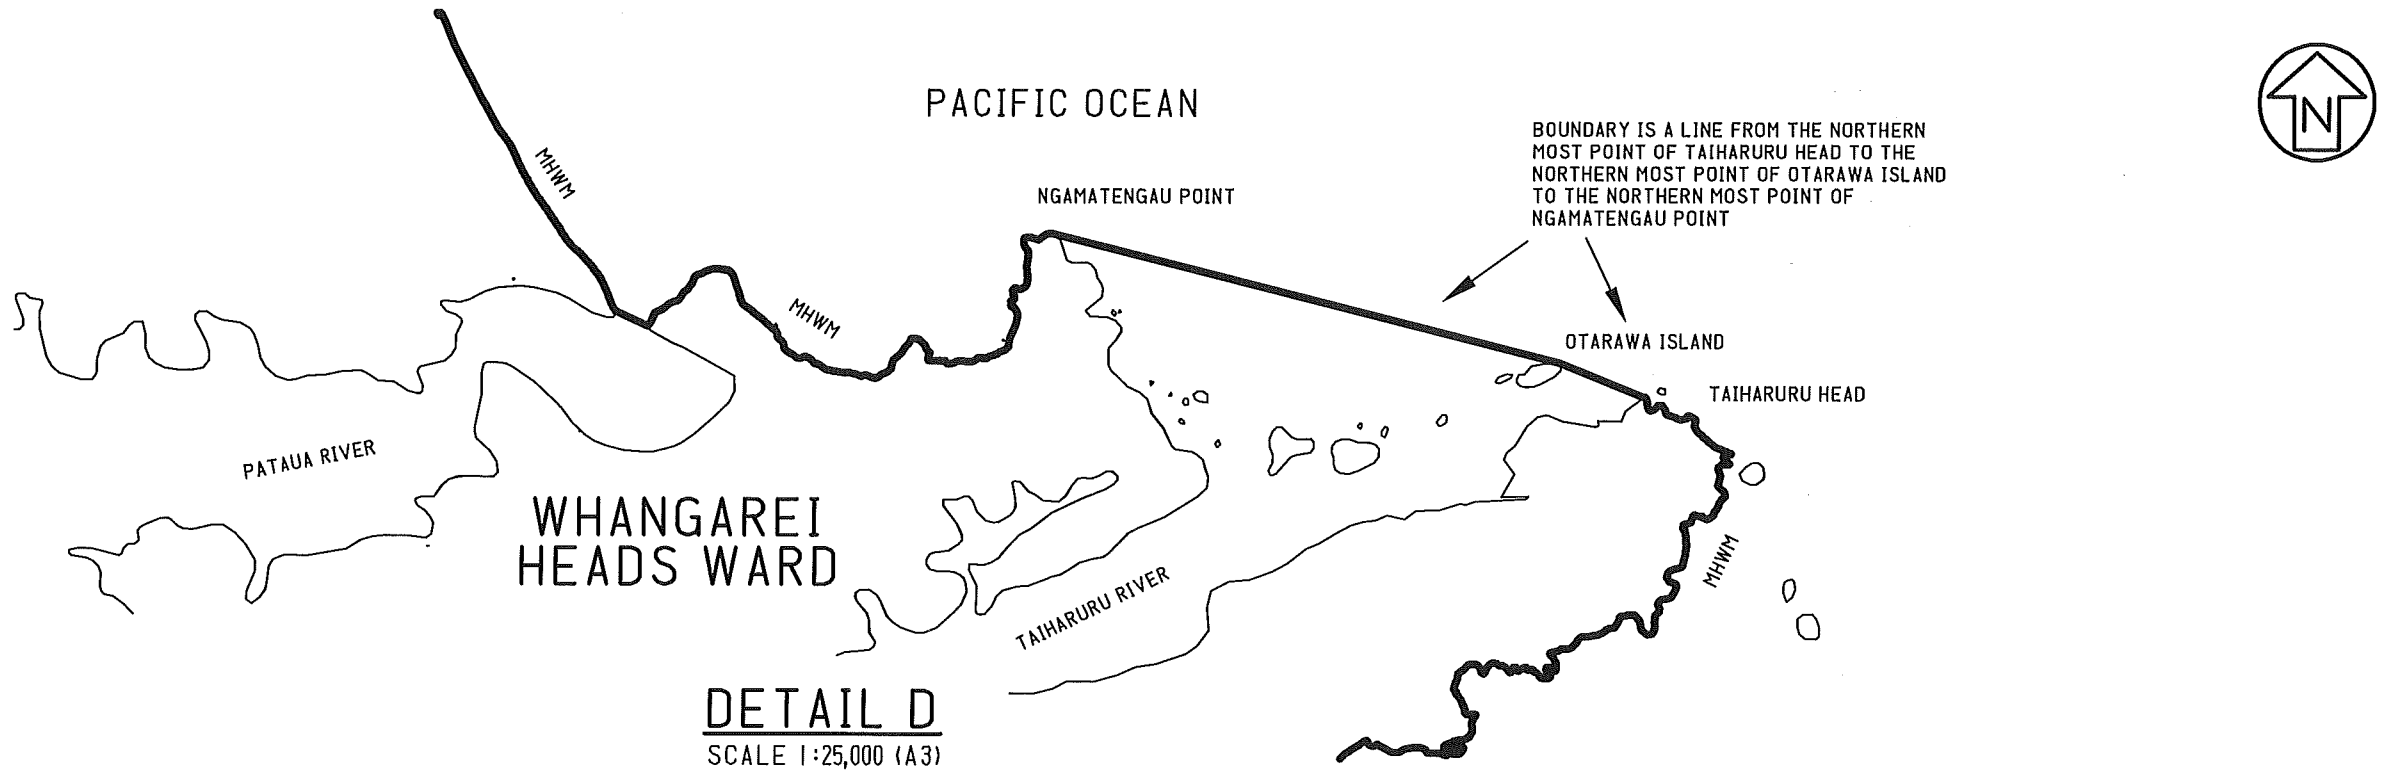 PACIFIC OCEAN
N
BOUNDARY IS A LINE FROM THE NORTHERN
MOST POINT OF TAIHARURU HEAD TO THE
NORTHERN MOST POINT OF OTARAWA ISLAND
TO THE NORTHERN MOST POINT OF
NGAMATENGAU POINT
MHWM
NGAMATENGAU POINT
MHWM
OTARAWA ISLAND
TAIHARURU HEAD
PATAUA RIVER
WHANGAREI
HEADS WARD
MHWM
TAIHARURU RIVER
DETAIL D
SCALE 1:25,000 (A3)